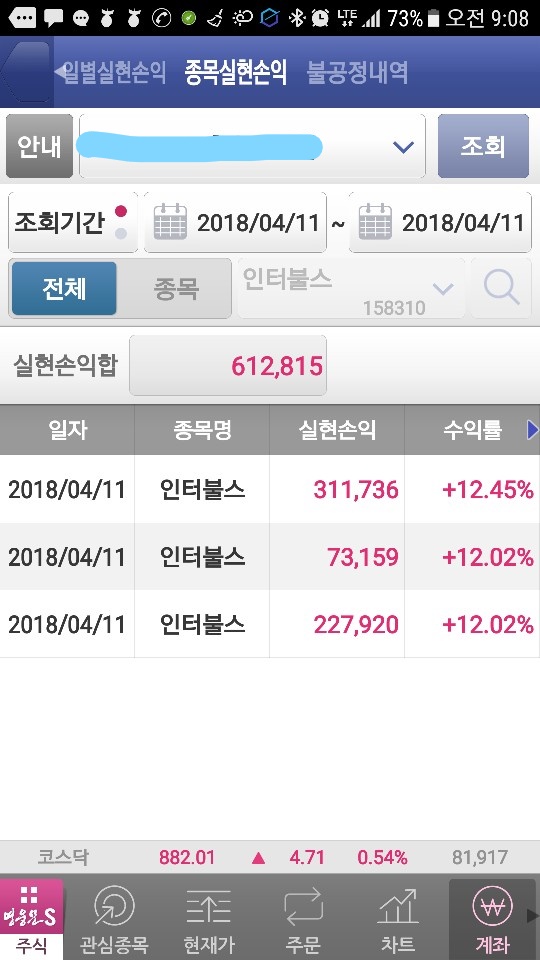 LTE 73% 오전 9:08
일별실현손익 종목실현손익 불공정내역
안내 조회
조회기간 2018/04/11 ~ 2018/04/11
전체 종목 인터불스
158310
실현손익합 612,815
일자 종목명 실현손익 수익률
2018/04/11 인터불스 311,736 +12.45%
2018/04/11 인터불스 73,159 +12.02%
2018/04/11 인터불스 227,920 +12.02%
코스닥 882.01 ▲ 4.71 0.54% 81,917
영웅문S
주식 관심종목 현재가 주문 차트 계좌